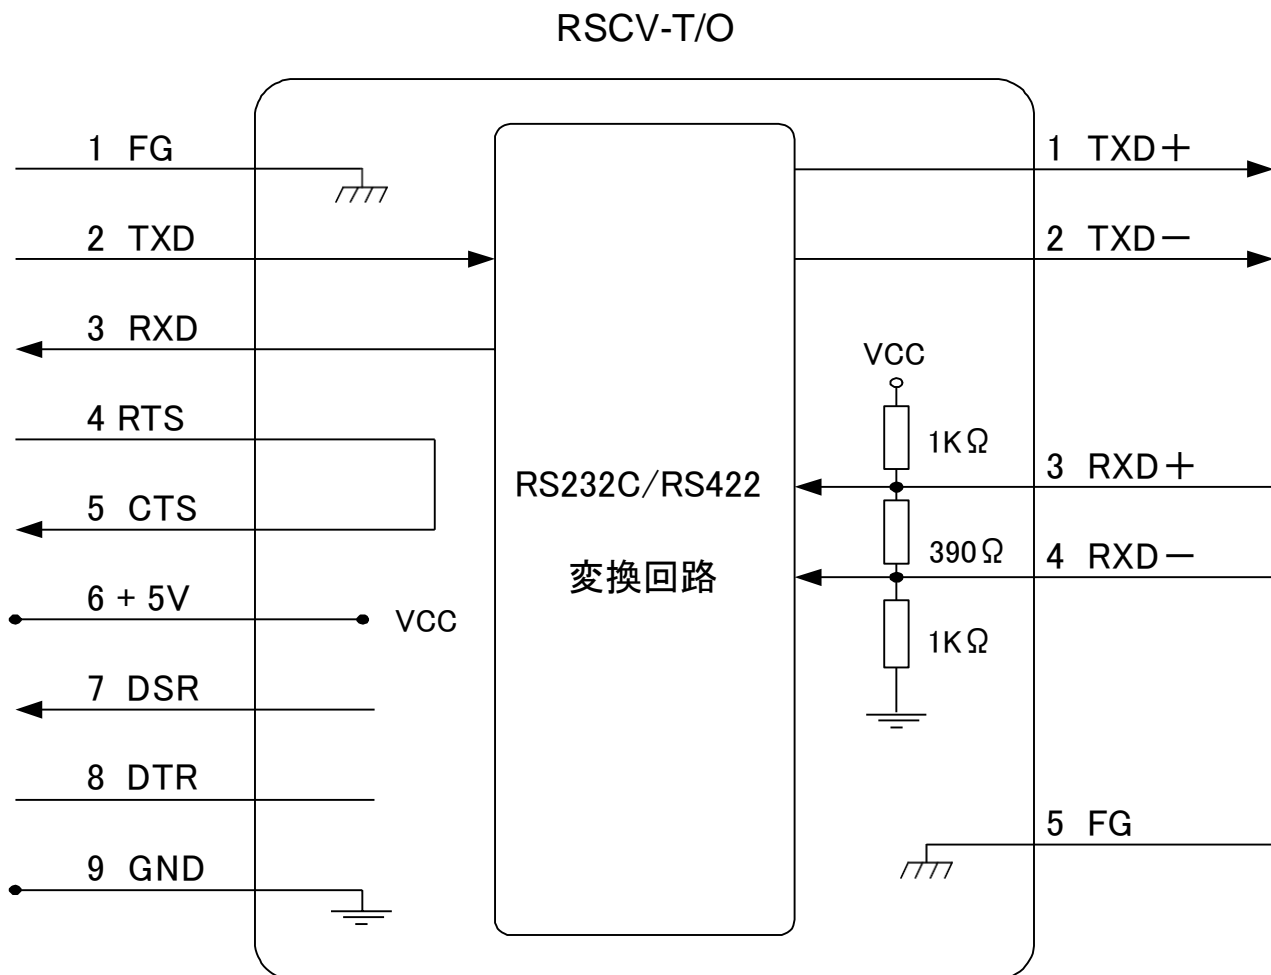 RSCV-T/O
1 FG
2 TXD
3 RXD
4 RTS
5 CTS
6 + 5V
VCC
7 DSR
8 DTR
9 GND
RS232C/RS422
変換回路
1 TXD＋
2 TXD－
VCC
1KΩ
3 RXD＋
390Ω
4 RXD－
1KΩ
5 FG